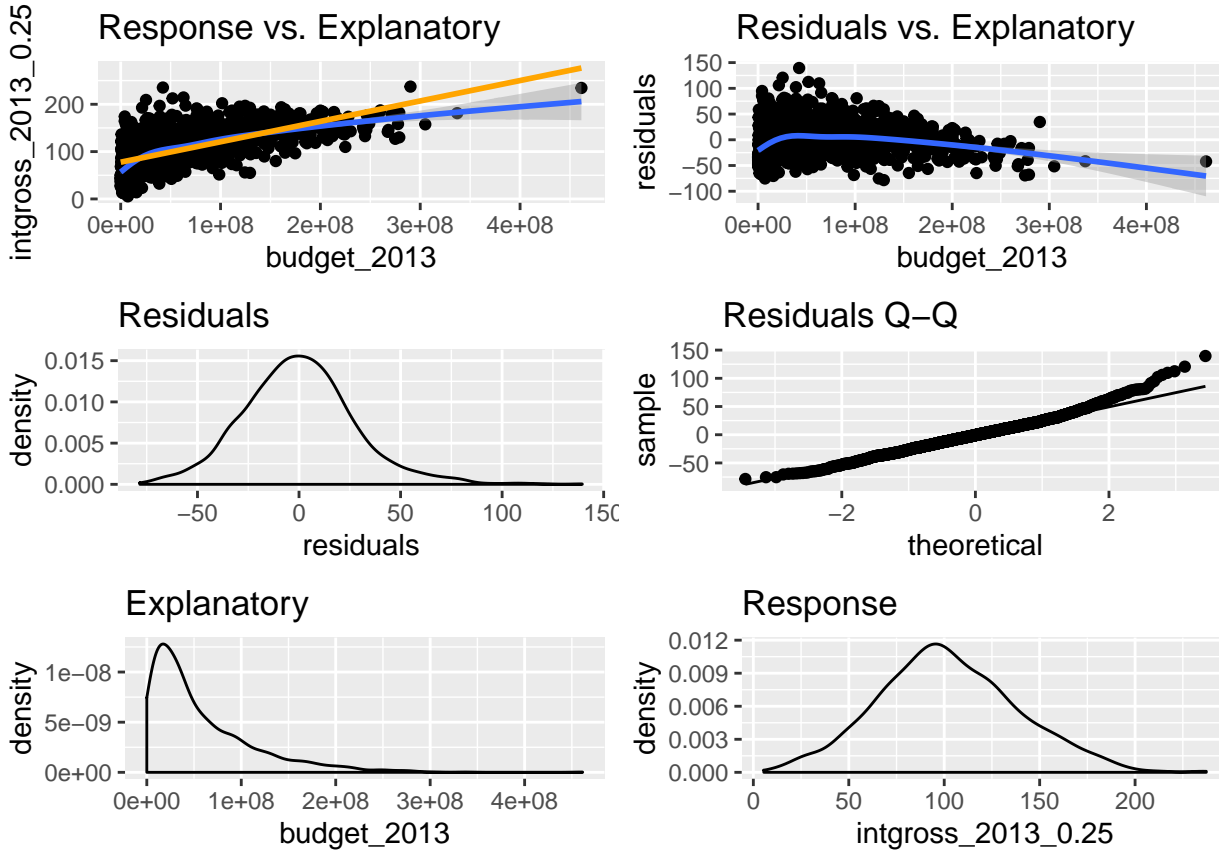 Response vs. Explanatory
intgross_2013_0.25
200
100
0
0e+00 1e+08 2e+08 3e+08 4e+08
budget_2013
Residuals vs. Explanatory
residuals
150
100
50
0
−50
−100
0e+00 1e+08 2e+08 3e+08 4e+08
budget_2013
Residuals
density
0.015
0.010
0.005
0.000
−50 0 50 100 150
residuals
Residuals Q−Q
sample
150
100
50
0
−50
−2 0 2
theoretical
Explanatory
density
1e−08
5e−09
0e+00
0e+00 1e+08 2e+08 3e+08 4e+08
budget_2013
Response
density
0.012
0.009
0.006
0.003
0.000
0 50 100 150 200
intgross_2013_0.25